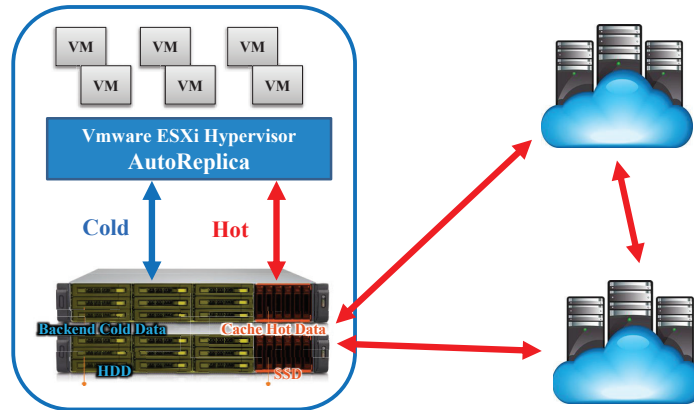 VM VM VM
VM VM VM
Vmware ESXi Hypervisor
AutoReplica
Cold Hot
Backend Cold Data Cache Hot Data
HDD SSD